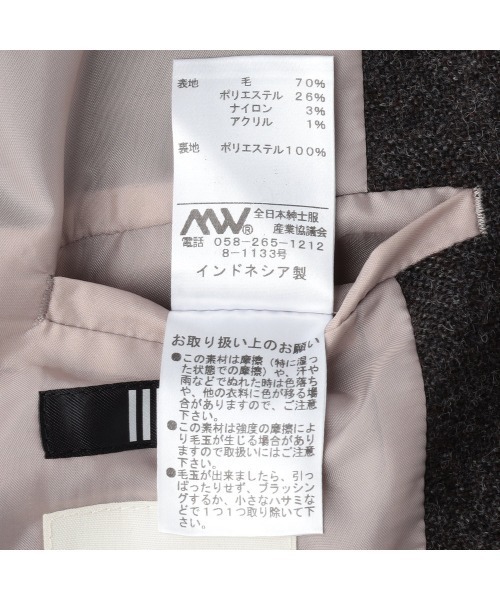 表地 毛 70%
ポリエステル 26%
ナイロン 3%
アクリル 1%
裏地 ポリエステル100%
MW® 全日本紳士服
産業協議会
電話 058-265-1212
8-1133号
インドネシア製
お取り扱い上のお願い
●この素材は摩擦(特に湿っ
た状態での摩擦)や、汗や
雨などでぬれた時は色落ち
や、他の衣料に色が移る場
合がありますので、ご注意
下さい。
●この素材は強度の摩擦によ
り毛玉が生じる場合があり
ますので取扱いにはご注意
下さい。
●毛玉が出来ましたら、引っ
ぱったりせず、ブラッシン
グするか、小さなハサミな
どで1つ1つ取り除いて下
さい。